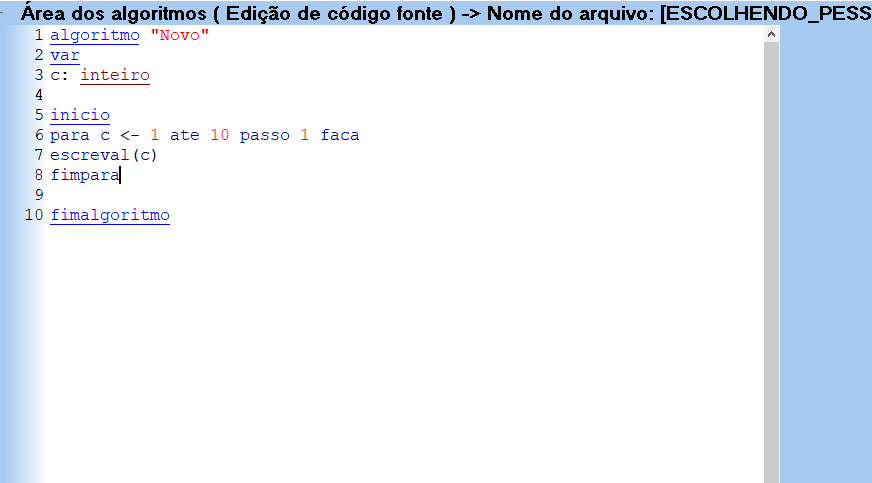 Área dos algoritmos ( Edição de código fonte ) -> Nome do arquivo: [ESCOLHENDO_PESS
1 algoritmo "Novo"
2 var
3 c: inteiro
4
5 inicio
6 para c <- 1 ate 10 passo 1 faca
7 escreval(c)
8 fimpara
9
10 fimalgoritmo